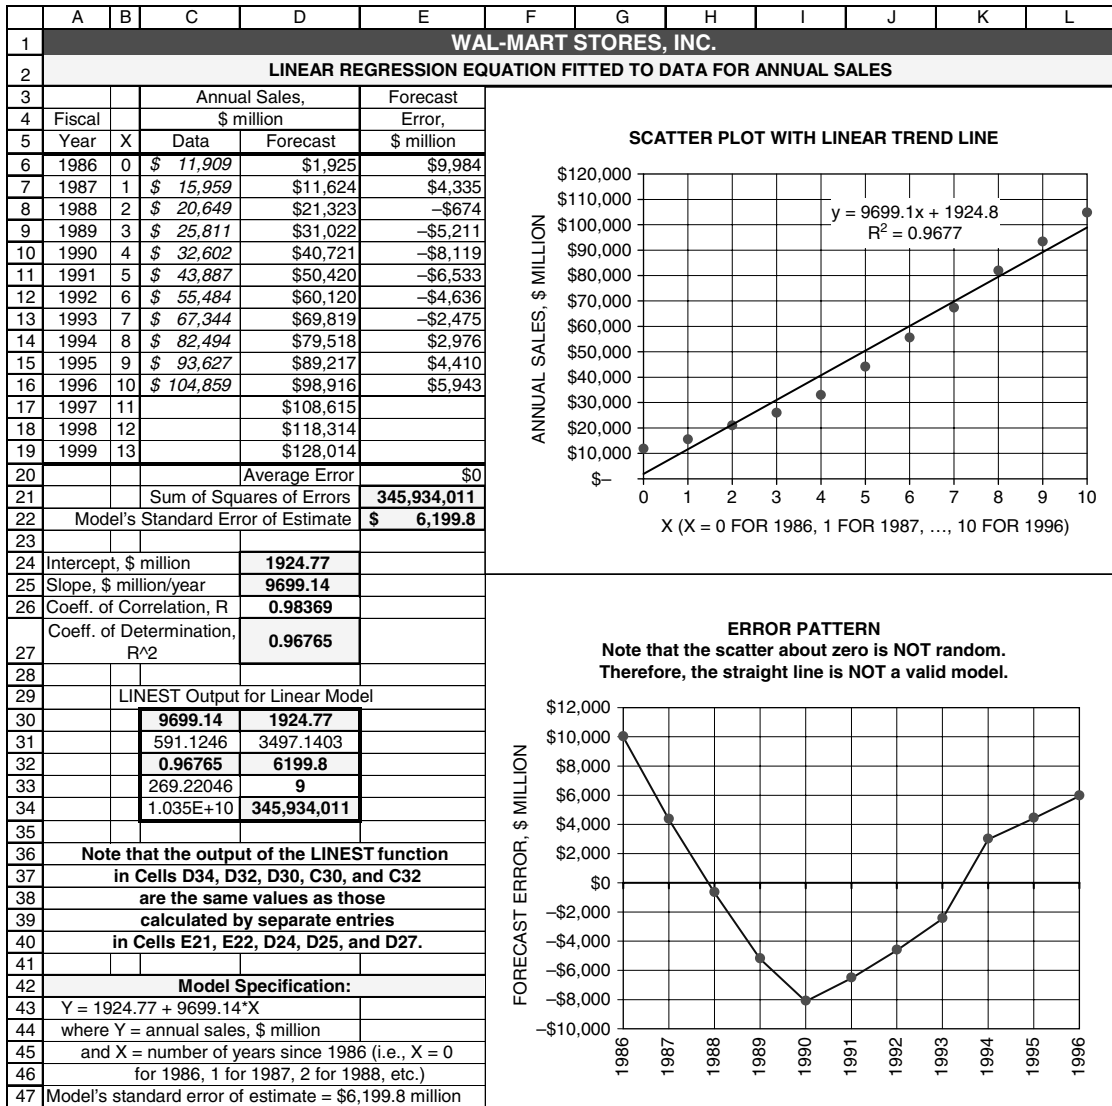 A B C D E F G H I J K L
1 WAL-MART STORES, INC.
2 LINEAR REGRESSION EQUATION FITTED TO DATA FOR ANNUAL SALES
3 Annual Sales, Forecast
4 Fiscal $ million Error,
5 Year X Data Forecast $ million
6 1986 0 $ 11,909 $1,925 $9,984
7 1987 1 $ 15,959 $11,624 $4,335
8 1988 2 $ 20,649 $21,323 –$674
9 1989 3 $ 25,811 $31,022 –$5,211
10 1990 4 $ 32,602 $40,721 –$8,119
11 1991 5 $ 43,887 $50,420 –$6,533
12 1992 6 $ 55,484 $60,120 –$4,636
13 1993 7 $ 67,344 $69,819 –$2,475
14 1994 8 $ 82,494 $79,518 $2,976
15 1995 9 $ 93,627 $89,217 $4,410
16 1996 10 $ 104,859 $98,916 $5,943
17 1997 11 $108,615
18 1998 12 $118,314
19 1999 13 $128,014
20 Average Error $0
21 Sum of Squares of Errors 345,934,011
22 Model's Standard Error of Estimate $ 6,199.8
23
24 Intercept, $ million 1924.77
25 Slope, $ million/year 9699.14
26 Coeff. of Correlation, R 0.98369
Coeff. of Determination,
27 R^2 0.96765
28
29 LINEST Output for Linear Model
30 9699.14 1924.77
31 591.1246 3497.1403
32 0.96765 6199.8
33 269.22046 9
34 1.035E+10 345,934,011
35
36 Note that the output of the LINEST function
37 in Cells D34, D32, D30, C30, and C32
38 are the same values as those
39 calculated by separate entries
40 in Cells E21, E22, D24, D25, and D27.
41
42 Model Specification:
43 Y = 1924.77 + 9699.14*X
44 where Y = annual sales, $ million
45 and X = number of years since 1986 (i.e., X = 0
46 for 1986, 1 for 1987, 2 for 1988, etc.)
47 Model's standard error of estimate = $6,199.8 million
SCATTER PLOT WITH LINEAR TREND LINE
ANNUAL SALES, $ MILLION
$120,000
$110,000
$100,000
$90,000
$80,000
$70,000
$60,000
$50,000
$40,000
$30,000
$20,000
$10,000
$–
y = 9699.1x + 1924.8
R² = 0.9677
0 1 2 3 4 5 6 7 8 9 10
X (X = 0 FOR 1986, 1 FOR 1987, …, 10 FOR 1996)
ERROR PATTERN
Note that the scatter about zero is NOT random.
Therefore, the straight line is NOT a valid model.
FORECAST ERROR, $ MILLION
$12,000
$10,000
$8,000
$6,000
$4,000
$2,000
$0
–$2,000
–$4,000
–$6,000
–$8,000
–$10,000
1986 1987 1988 1989 1990 1991 1992 1993 1994 1995 1996